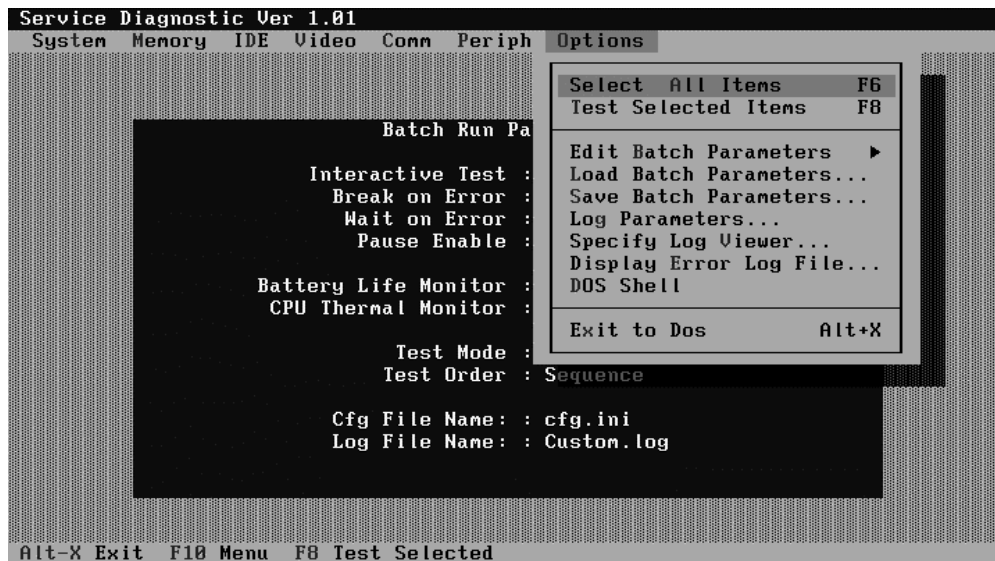 Service Diagnostic Ver 1.01
System Memory IDE Video Comm Periph Options
Select All Items F6
Test Selected Items F8
Edit Batch Parameters ►
Load Batch Parameters...
Save Batch Parameters...
Log Parameters...
Specify Log Viewer...
Display Error Log File...
DOS Shell
Exit to Dos Alt+X
Batch Run Pa
Interactive Test :
Break on Error :
Wait on Error :
Pause Enable :
Battery Life Monitor :
CPU Thermal Monitor :
Test Mode :
Test Order : Sequence
Cfg File Name: : cfg.ini
Log File Name: : Custom.log
Alt-X Exit F10 Menu F8 Test Selected